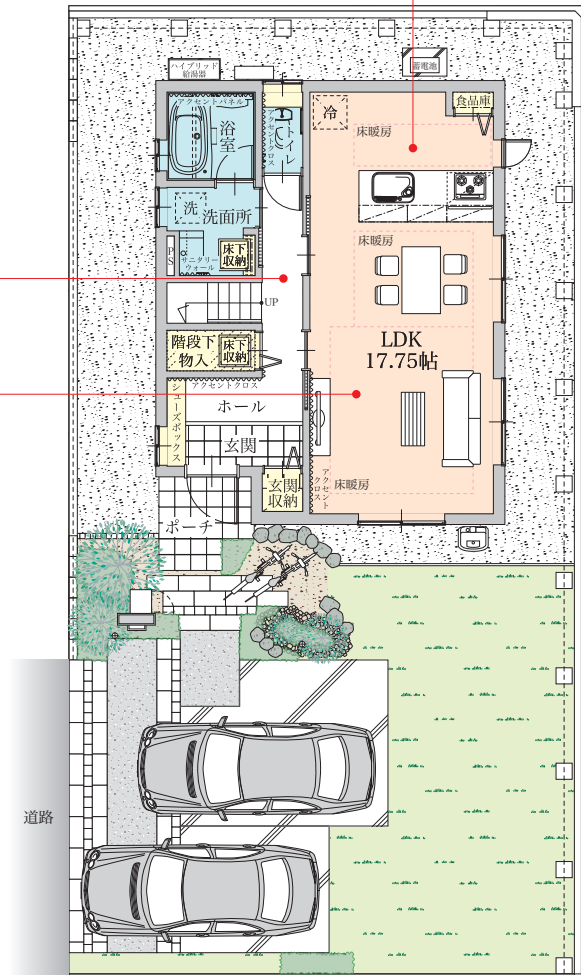 ハイブリッド
給湯器
蓄電池
アクセントパネル
浴室
トイレ
アクセントクロス
冷
食品庫
床暖房
洗
洗面所
PS
サニタリー
ウォール
床下
収納
床暖房
UP
LDK
17.75帖
階段下
物入
床下
収納
アクセントクロス
ホール
シューズボックス
玄関
玄関
収納
アクセント
クロス
床暖房
ポーチ
道路